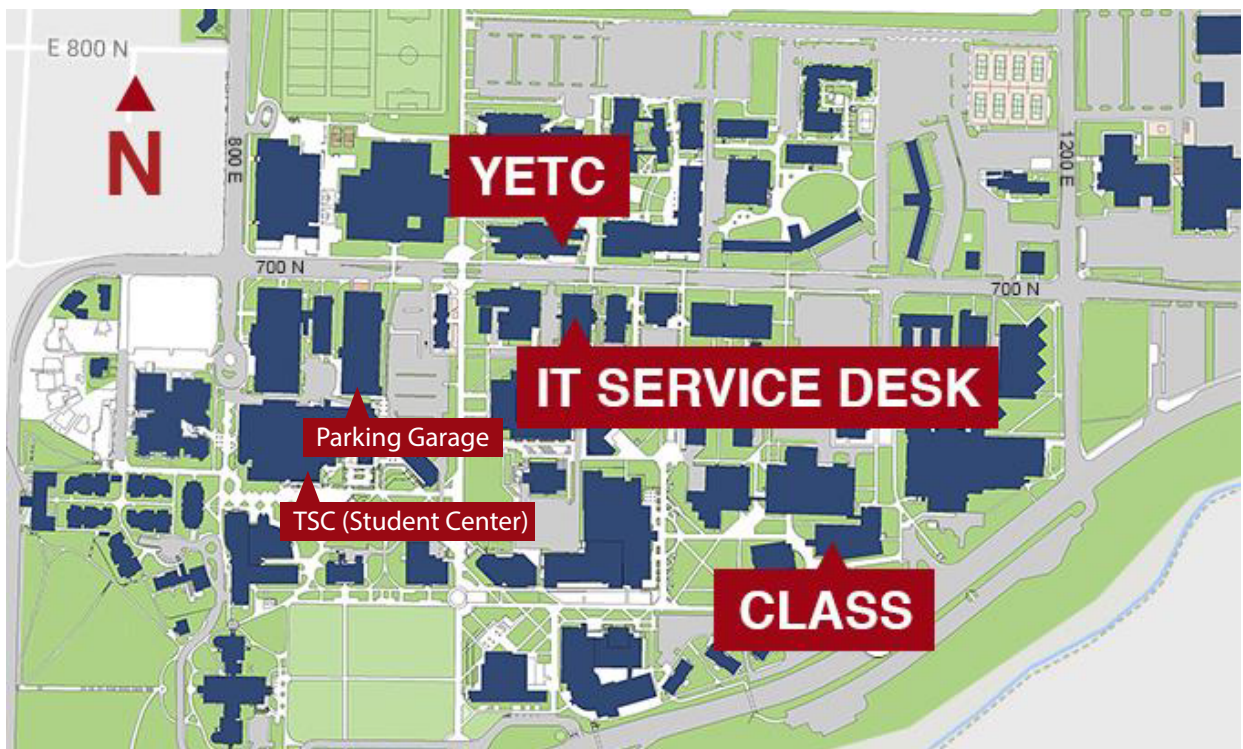 E 800 N
N
800 E
1200 E
YETC
700 N
700 N
IT SERVICE DESK
Parking Garage
TSC (Student Center)
CLASS